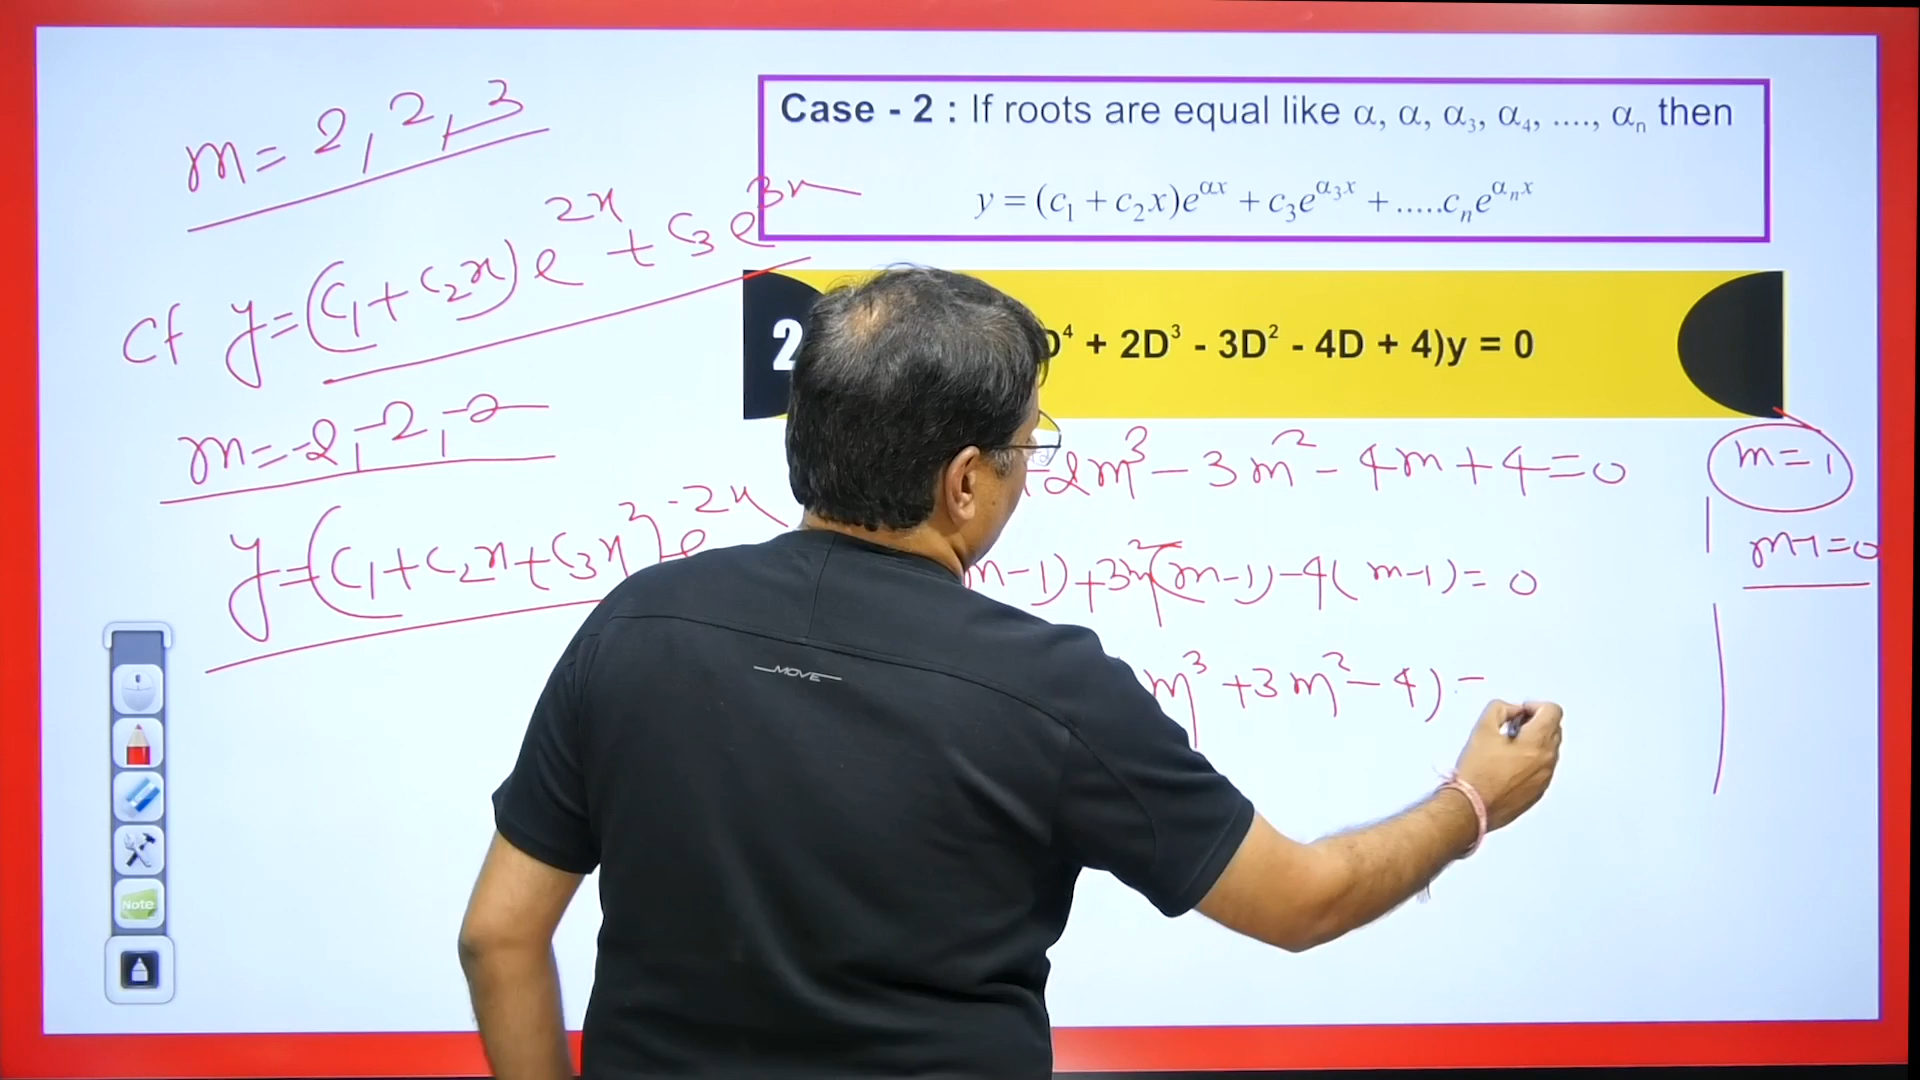 m = 2, 2, 3
Cf y = (c₁ + c₂x) e^2x + c₃ e^3x
m = -2, -2, -2
y = (c₁ + c₂x + c₃x²) e^-2x
Case - 2 : If roots are equal like α, α, α₃, α₄, ...., αₙ then
y = (c₁ + c₂x)e^αx + c₃e^α₃x + .....cₙe^αₙx
2
D⁴ + 2D³ - 3D² - 4D + 4)y = 0
2m³ - 3m² - 4m + 4 = 0
m-1) + 3m²(m-1) - 4( m-1) = 0
m³ + 3m² - 4) =
m = 1
m-1 = 0
MOVE
Note